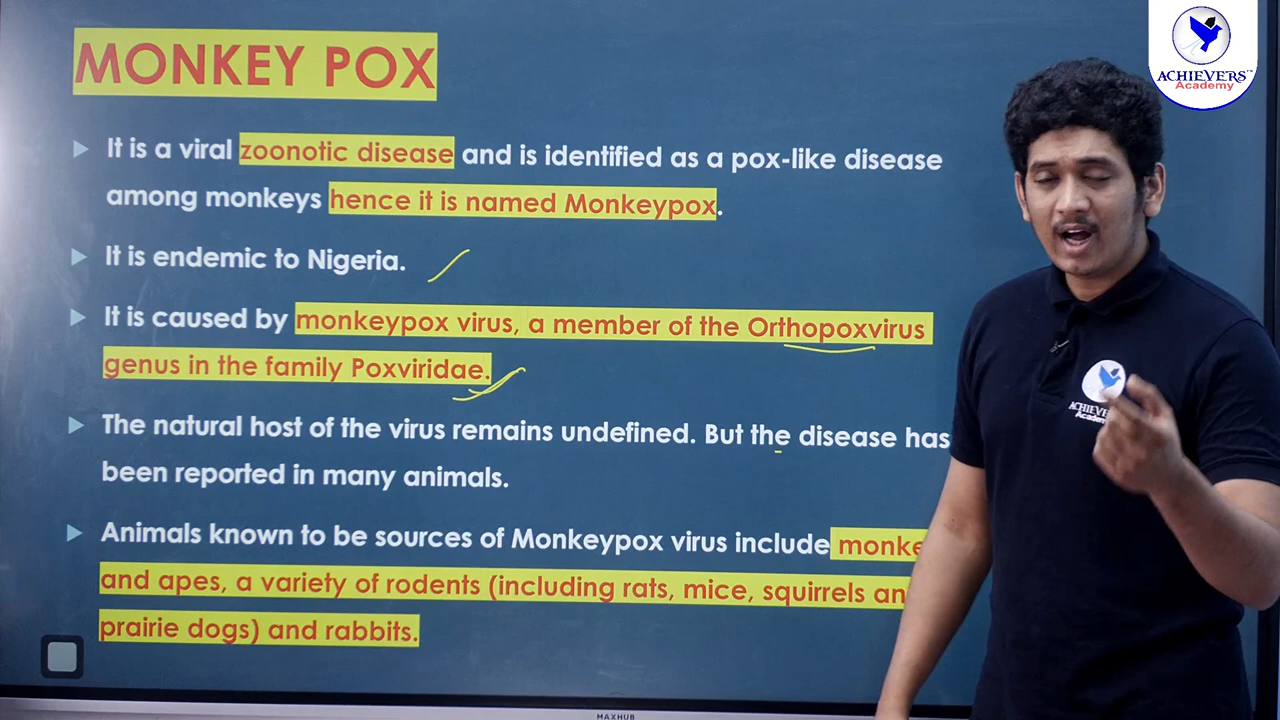 MONKEY POX
It is a viral zoonotic disease and is identified as a pox-like disease
among monkeys hence it is named Monkeypox.
It is endemic to Nigeria.
It is caused by monkeypox virus, a member of the Orthopoxvirus
genus in the family Poxviridae.
The natural host of the virus remains undefined. But the disease has
been reported in many animals.
Animals known to be sources of Monkeypox virus include
and apes, a variety of rodents (including rats, mice, squirrels
prairie dogs) and rabbits.
ACHIEVERS™
Academy
MAXHUB